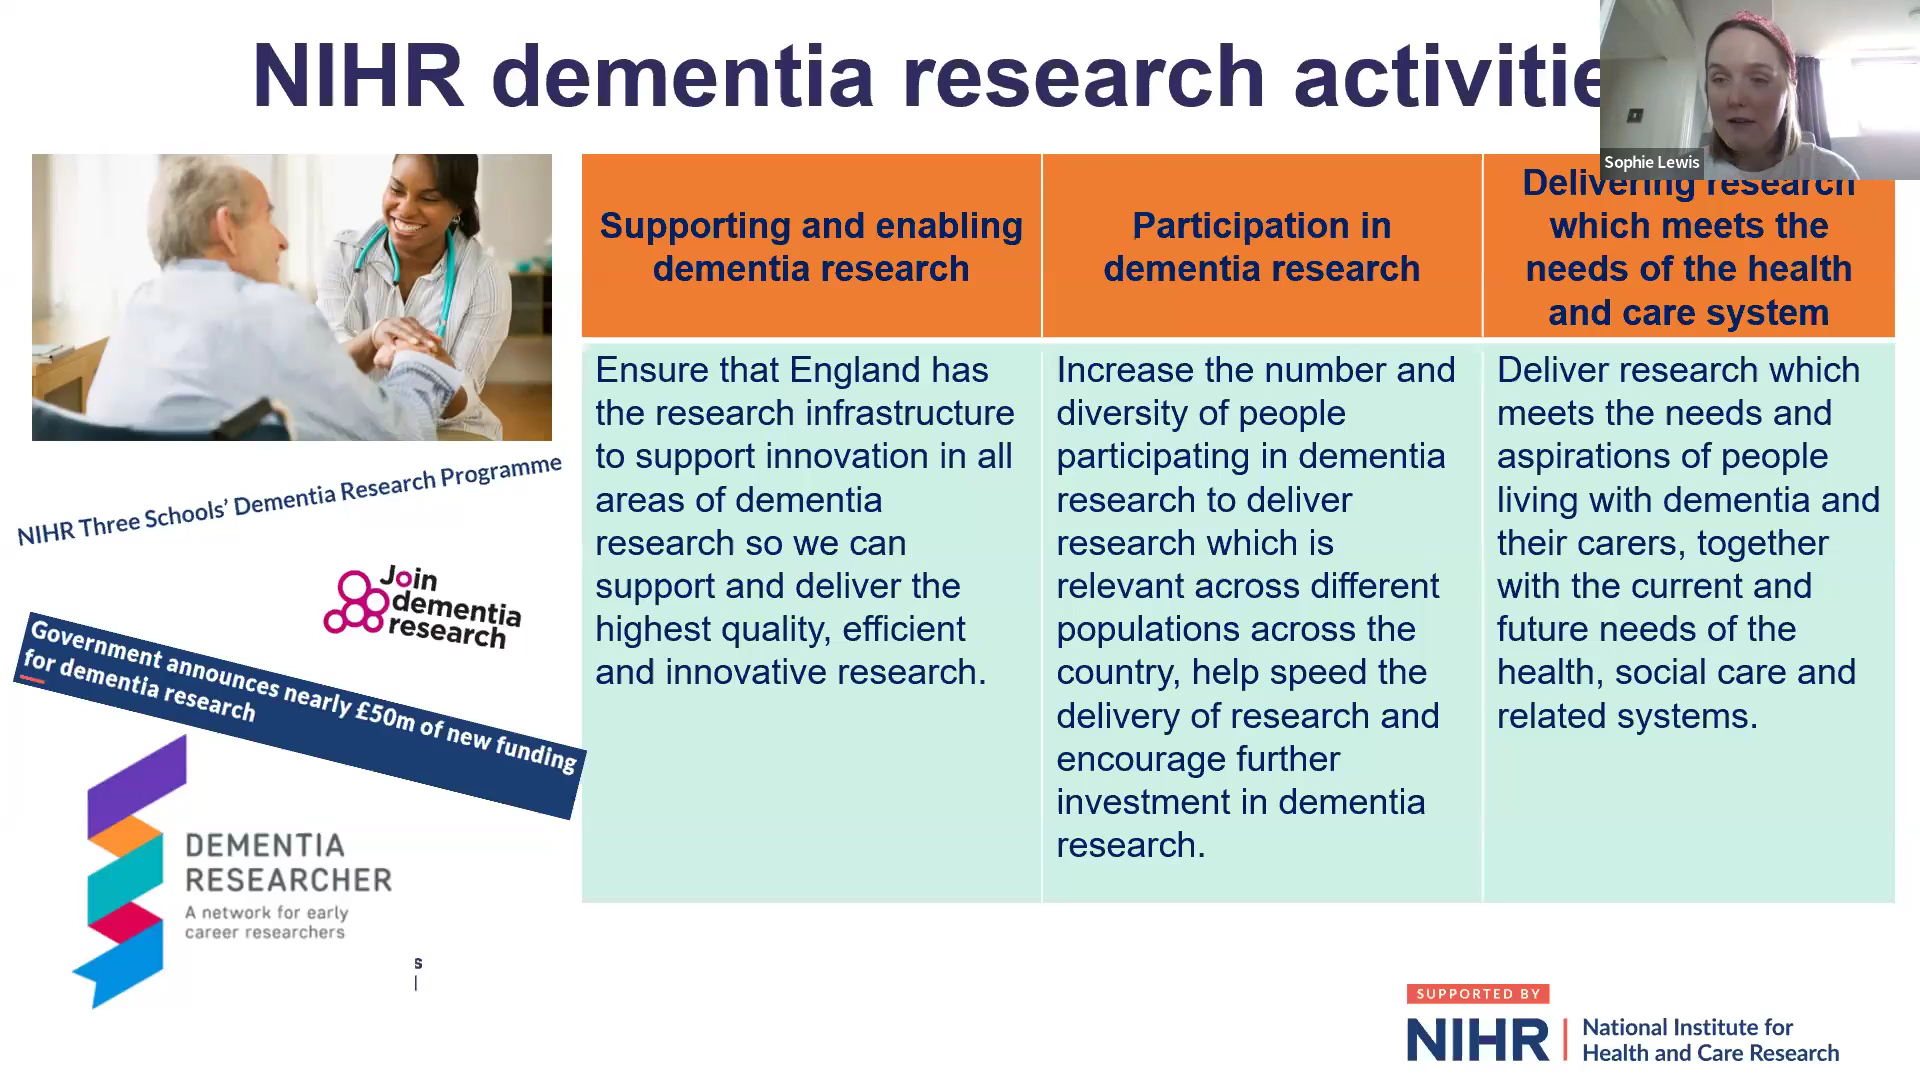 NIHR dementia research activitie
Sophie Lewis
Supporting and enabling
dementia research
Participation in
dementia research
Delivering research
which meets the
needs of the health
and care system
Ensure that England has
the research infrastructure
to support innovation in all
areas of dementia
research so we can
support and deliver the
highest quality, efficient
and innovative research.
Increase the number and
diversity of people
participating in dementia
research to deliver
research which is
relevant across different
populations across the
country, help speed the
delivery of research and
encourage further
investment in dementia
research.
Deliver research which
meets the needs and
aspirations of people
living with dementia and
their carers, together
with the current and
future needs of the
health, social care and
related systems.
NIHR Three Schools’ Dementia Research Programme
Join
dementia
research
Government announces nearly £50m of new funding
for dementia research
DEMENTIA
RESEARCHER
A network for early
career researchers
s
SUPPORTED BY
NIHR | National Institute for
Health and Care Research